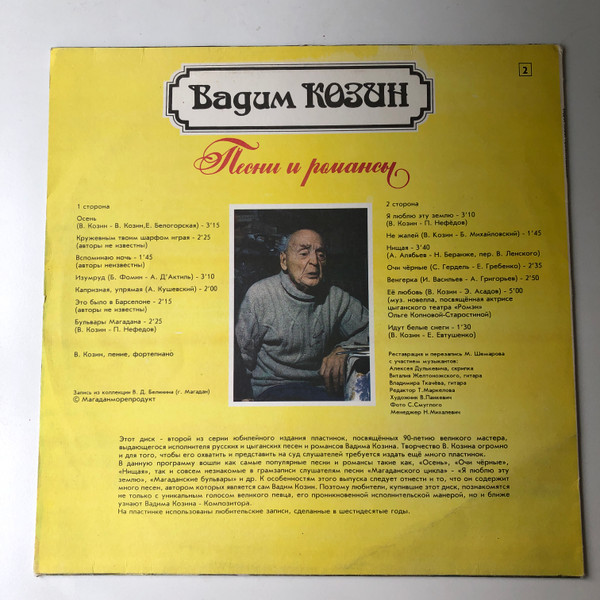 2
Вадим КОЗИН
Песни и романсы
1 сторона
Осень
(В. Козин - В. Козин,Е. Белогорская) - 3'15
Кружевным твоим шарфом играя - 2'25
(авторы не известны)
Вспоминаю ночь - 1'45
(авторы неизвестны)
Изумруд (Б. Фомин - А. Д'Актиль) - 3'10
Капризная, упрямая (А. Кушевский) - 2'00
Это было в Барселоне - 2'15
(авторы не известны)
Бульвары Магадана - 2'25
(В. Козин - П. Нефедов)
В. Козин, пение, фортепиано
Запись из коллекции В. Д. Белинина (г. Магадан)
© Магаданморепродукт
2 сторона
Я люблю эту землю - 3'10
(В. Козин - П. Нефёдов)
Не жалей (В. Козин - Б. Михайловский) - 1'45
Нищая - 3'40
(А. Алябьев - Н. Беранже, пер. В. Ленского)
Очи чёрные (С. Гердель - Е. Гребенко) - 2'35
Венгерка (И. Васильев - А. Григорьев) - 2'50
Её любовь (В. Козин - Э. Асадов) - 5'00
(муз. новелла, посвящённая актрисе
цыганского театра «Ромэн»
Ольге Копновой-Старостиной)
Идут белые снеги - 1'30
(В. Козин - Е. Евтушенко)
Реставрация и перезапись М. Шемарова
с участием музыкантов:
Алексея Дулькевича, скрипка
Виталия Желтоножского, гитара
Владимира Ткачёва, гитара
Редактор Т.Маркелова
Художник В.Панкевич
Фото С.Смуглого
Менеджер Н.Михалевич
Этот диск - второй из серии юбилейного издания пластинок, посвящённых 90-летию великого мастера,
выдающегося исполнителя русских и цыганских песен и романсов Вадима Козина. Творчество В. Козина огромно
и для того, чтобы его охватить и представить на суд слушателей требуется издать ещё много пластинок.
В данную программу вошли как самые популярные песни и романсы такие как, «Осень», «Очи чёрные»,
«Нищая», так и совсем незнакомые в грамзаписи слушателям песни «Магаданского цикла» - «Я люблю эту
землю», «Магаданские бульвары» и др. К особенностям этого выпуска следует отнести и то, что он содержит
много песен, автором которых является сам Вадим Козин. Поэтому любители, купившие этот диск, познакомятся
не только с уникальным голосом великого певца, его проникновенной исполнительской манерой, но и ближе
узнают Вадима Козина - Композитора.
На пластинке использованы любительские записи, сделанные в шестидесятые годы.